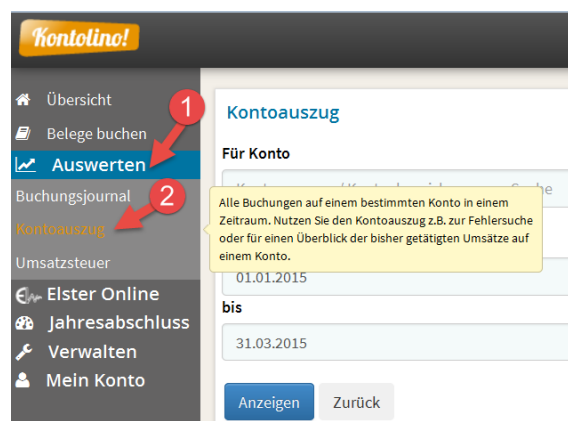 Kontolino!
Übersicht
Belege buchen
Auswerten
Buchungsjournal
Kontoauszug
Umsatzsteuer
Elster Online
Jahresabschluss
Verwalten
Mein Konto
1
2
Kontoauszug
Für Konto
Alle Buchungen auf einem bestimmten Konto in einem
Zeitraum. Nutzen Sie den Kontoauszug z.B. zur Fehlersuche
oder für einen Überblick der bisher getätigten Umsätze auf
einem Konto.
01.01.2015
bis
31.03.2015
Anzeigen Zurück